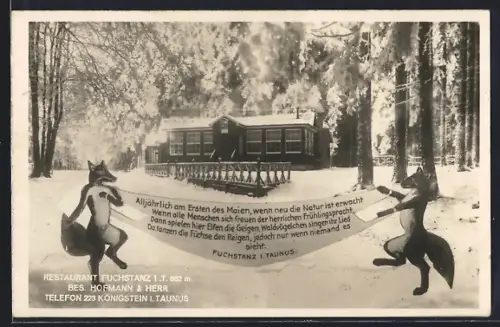 Alljährlich am Ersten des Maien, wenn neu die Natur ist erwacht
Wenn alle Menschen sich freuen der herrlichen Frühlingspracht,
Dann spielen hier Elfen die Geigen, Waldvögelchen singen ihr Lied
Da tanzen die Füchse den Reigen, jedoch nur wenn niemand es
sieht.
FUCHSTANZ I. TAUNUS
RESTAURANT FUCHSTANZ I. T. 662 m
BES. HOFMANN & HERR
TELEFON 223 KÖNIGSTEIN I. TAUNUS